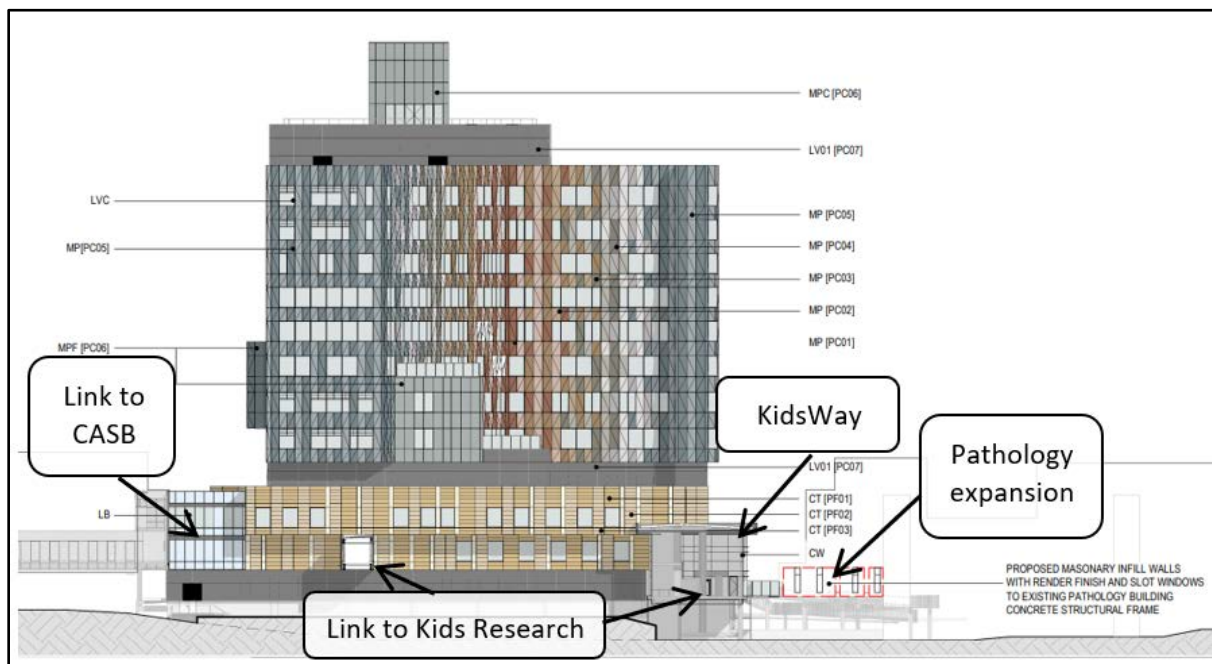 MPC [PC06]
LV01 [PC07]
LVC
MP [PC05]
MP[PC05]
MP [PC04]
MP [PC03]
MP [PC02]
MP [PC01]
MPF [PC06]
Link to
CASB
KidsWay
Pathology
expansion
LV01 [PC07]
CT [PF01]
LB
CT [PF02]
CT [PF03]
CW
PROPOSED MASONARY INFILL WALLS
WITH RENDER FINISH AND SLOT WINDOWS
TO EXISTING PATHOLOGY BUILDING
CONCRETE STRUCTURAL FRAME
Link to Kids Research